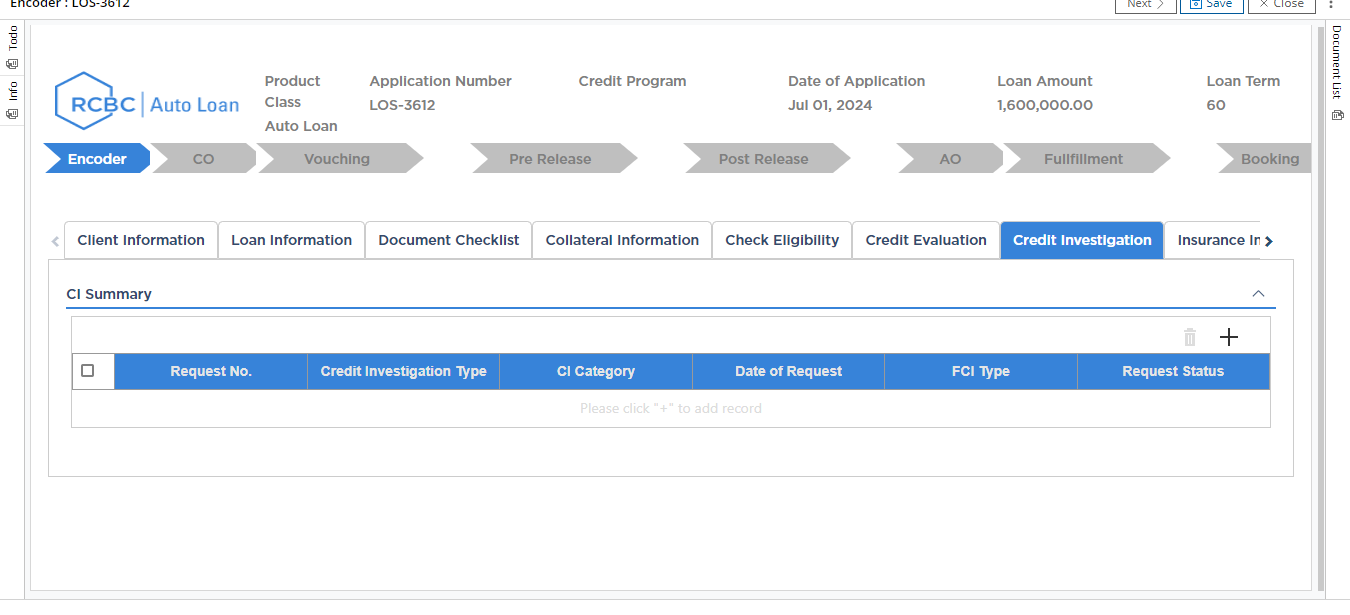 Encoder : LOS-3612
Next
Save
Close
Todo
Info
Document List
RCBC Auto Loan
Product Class
Auto Loan
Application Number
LOS-3612
Credit Program
Date of Application
Jul 01, 2024
Loan Amount
1,600,000.00
Loan Term
60
Encoder
CO
Vouching
Pre Release
Post Release
AO
Fullfillment
Booking
Client Information
Loan Information
Document Checklist
Collateral Information
Check Eligibility
Credit Evaluation
Credit Investigation
Insurance In
CI Summary
Request No.
Credit Investigation Type
CI Category
Date of Request
FCI Type
Request Status
Please click "+" to add record